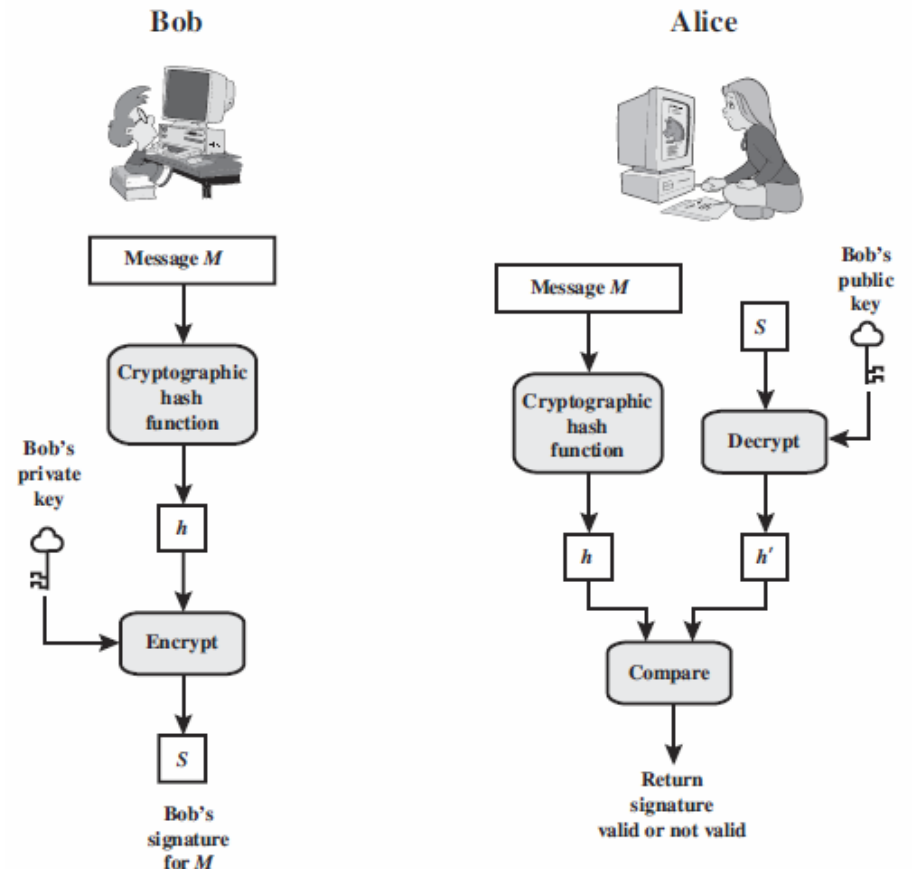 Bob
Message M
Cryptographic
hash
function
Bob's
private
key
h
Encrypt
S
Bob's
signature
for M
Alice
Message M
Bob's
public
key
S
Cryptographic
hash
function
Decrypt
h
h'
Compare
Return
signature
valid or not valid